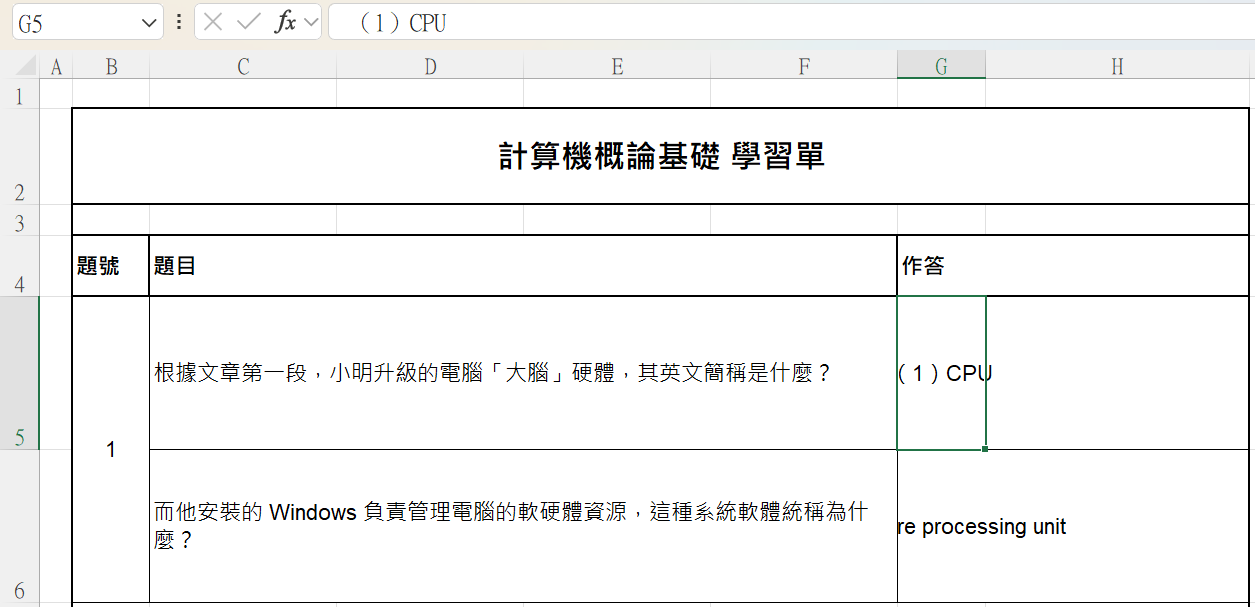 G5 fx （1）CPU
A B C D E F G H
1
2 計算機概論基礎 學習單
3
4 題號 題目 作答
5 根據文章第一段，小明升級的電腦「大腦」硬體，其英文簡稱是什麼？ （1）CPU
1
而他安裝的 Windows 負責管理電腦的軟硬體資源，這種系統軟體統稱為什
麼？ re processing unit
6